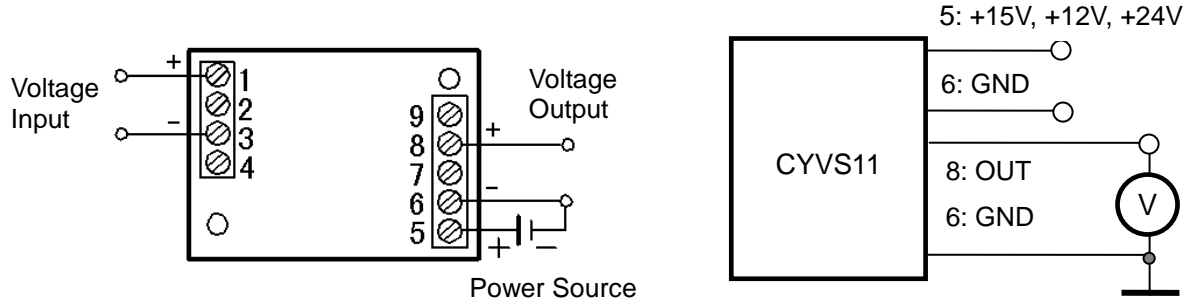 Voltage
Input
+
−
1
2
3
4
9
8
7
6
5
+
−
Voltage
Output
+
−
Power Source
CYVS11
5: +15V, +12V, +24V
6: GND
8: OUT
6: GND
V